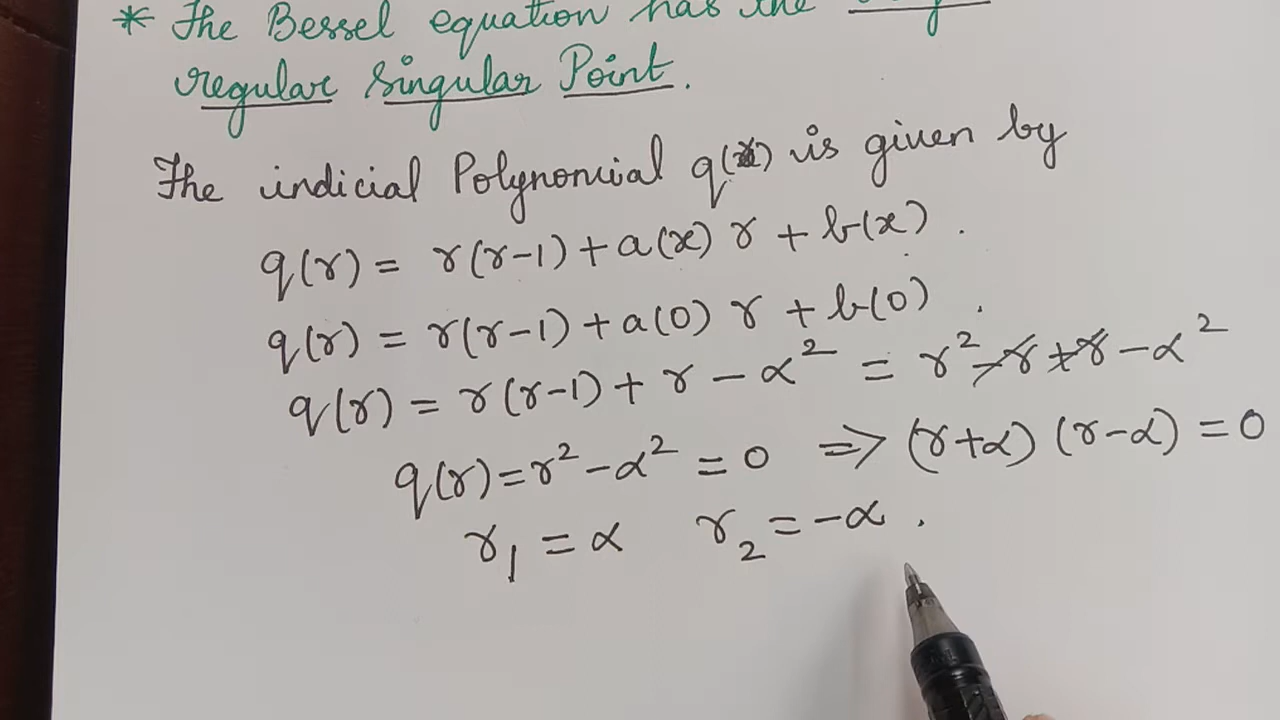 * The Bessel equation has the
regular Singular Point.
The indicial Polynomial q(r) is given by
q(r) = r(r-1) + a(x) r + b(x).
q(r) = r(r-1) + a(0) r + b(0).
q(r) = r(r-1) + r - α² = r² - r + r - α²
q(r) = r² - α² = 0 => (r+α) (r-α) = 0
r₁ = α r₂ = -α.